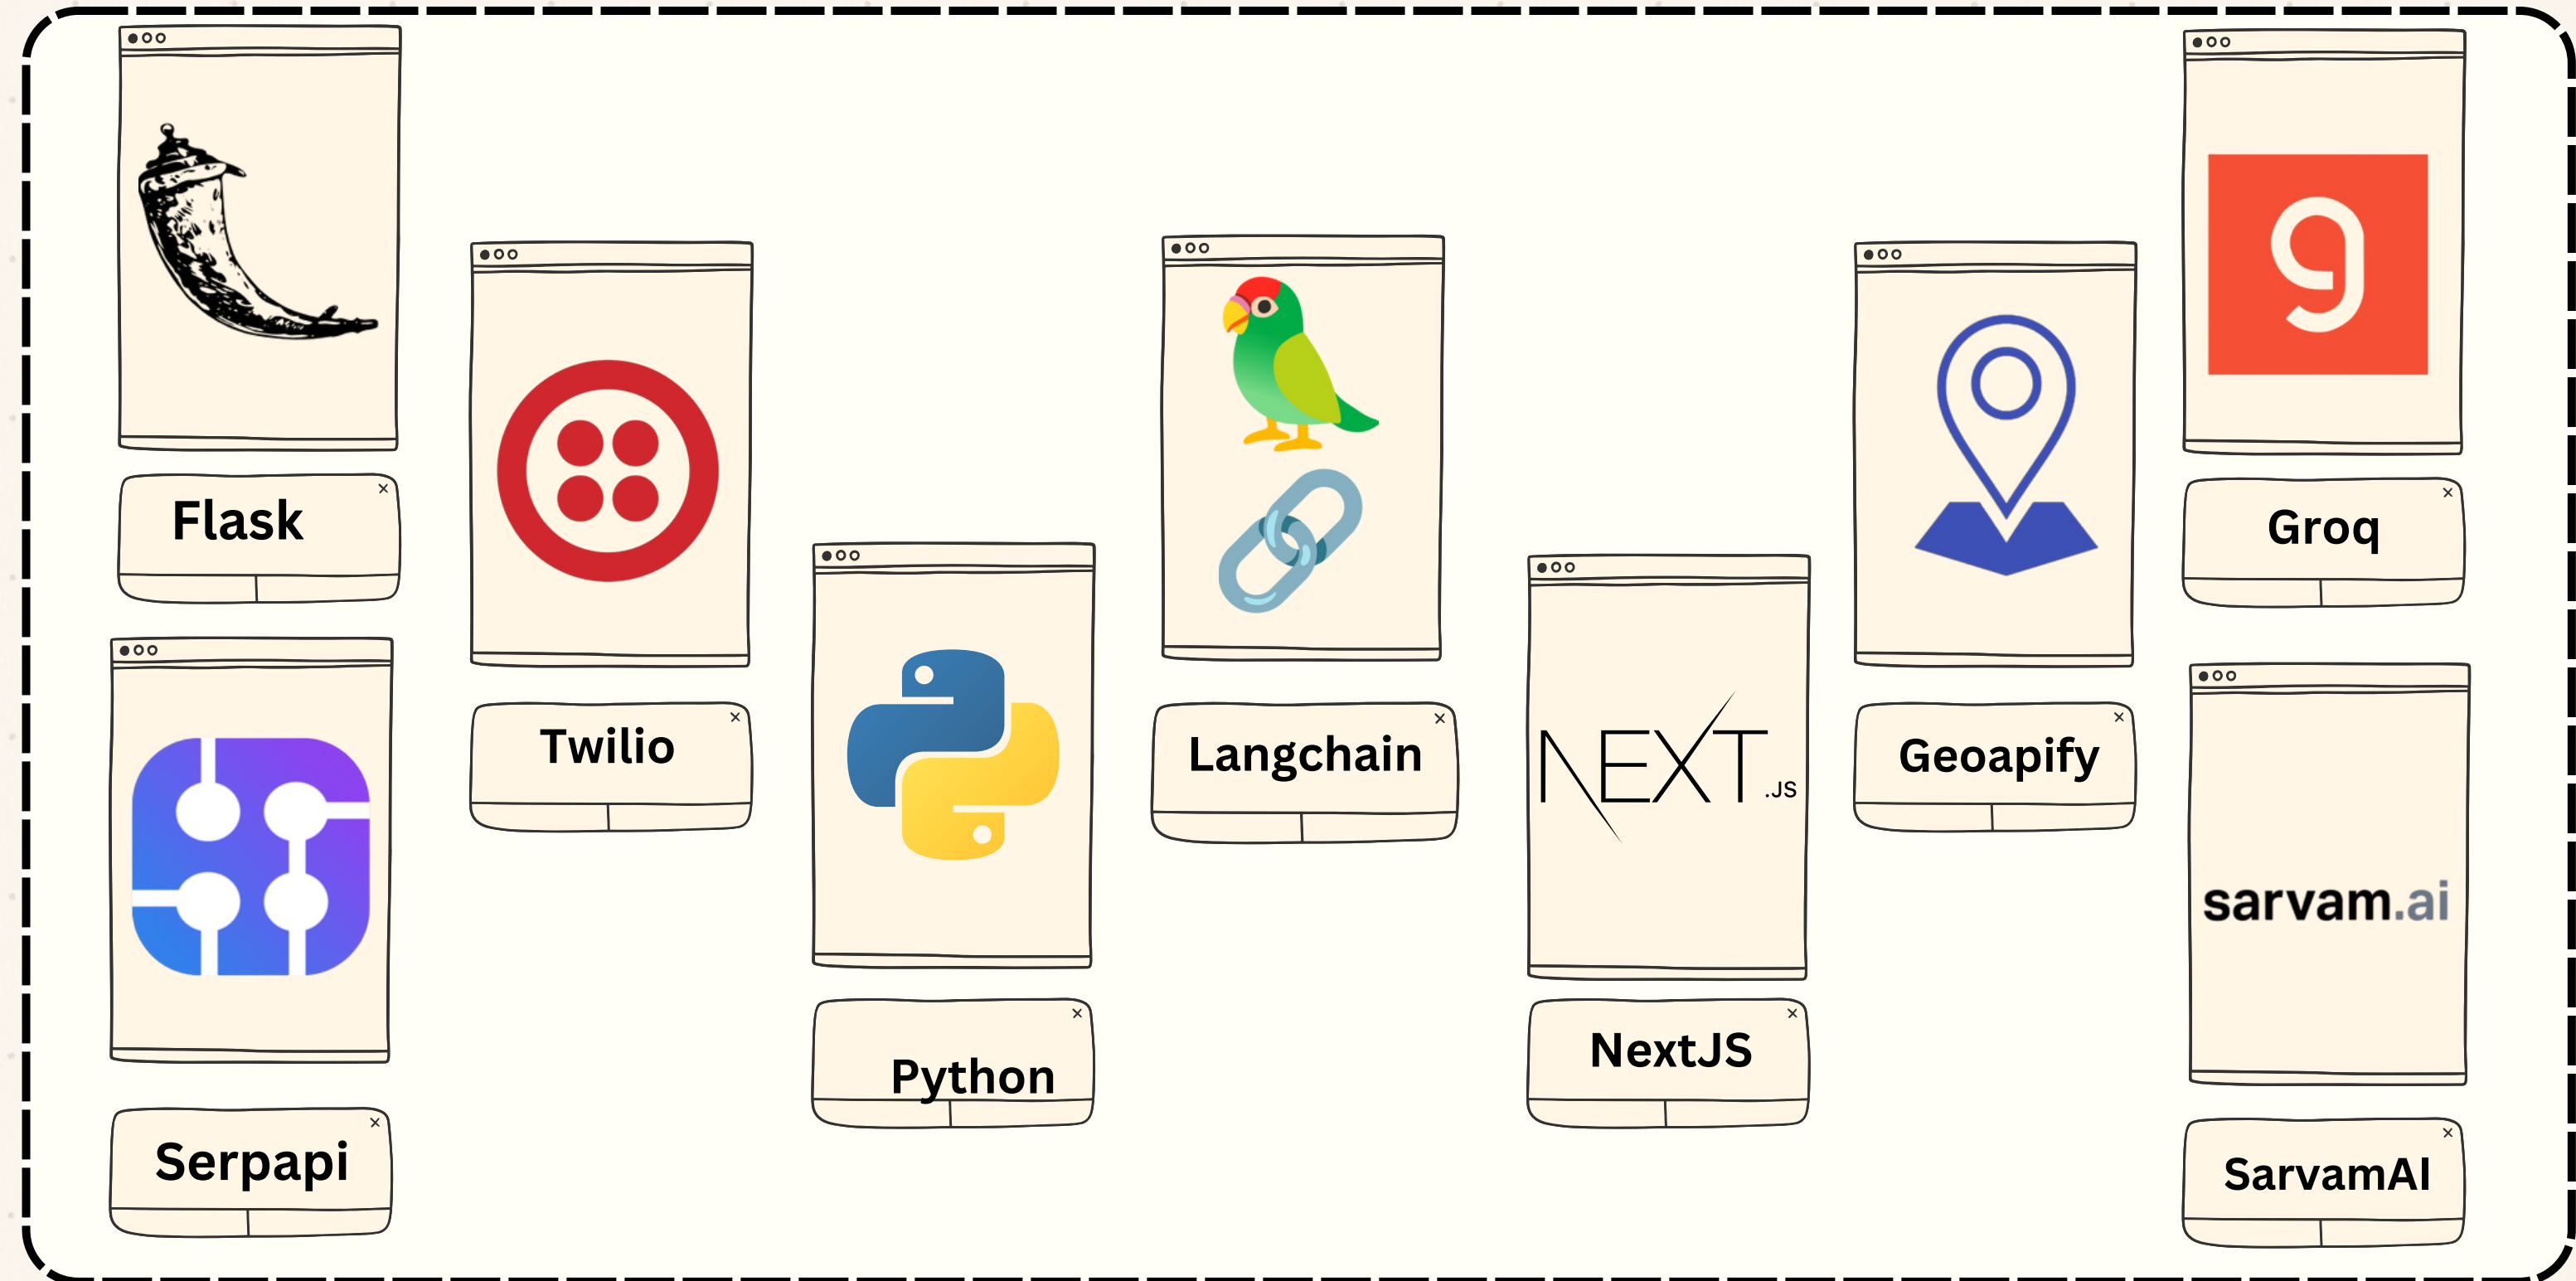 Flask
Serpapi
Twilio
Python
Langchain
NEXT.JS
NextJS
Geoapify
g
Groq
sarvam.ai
SarvamAI